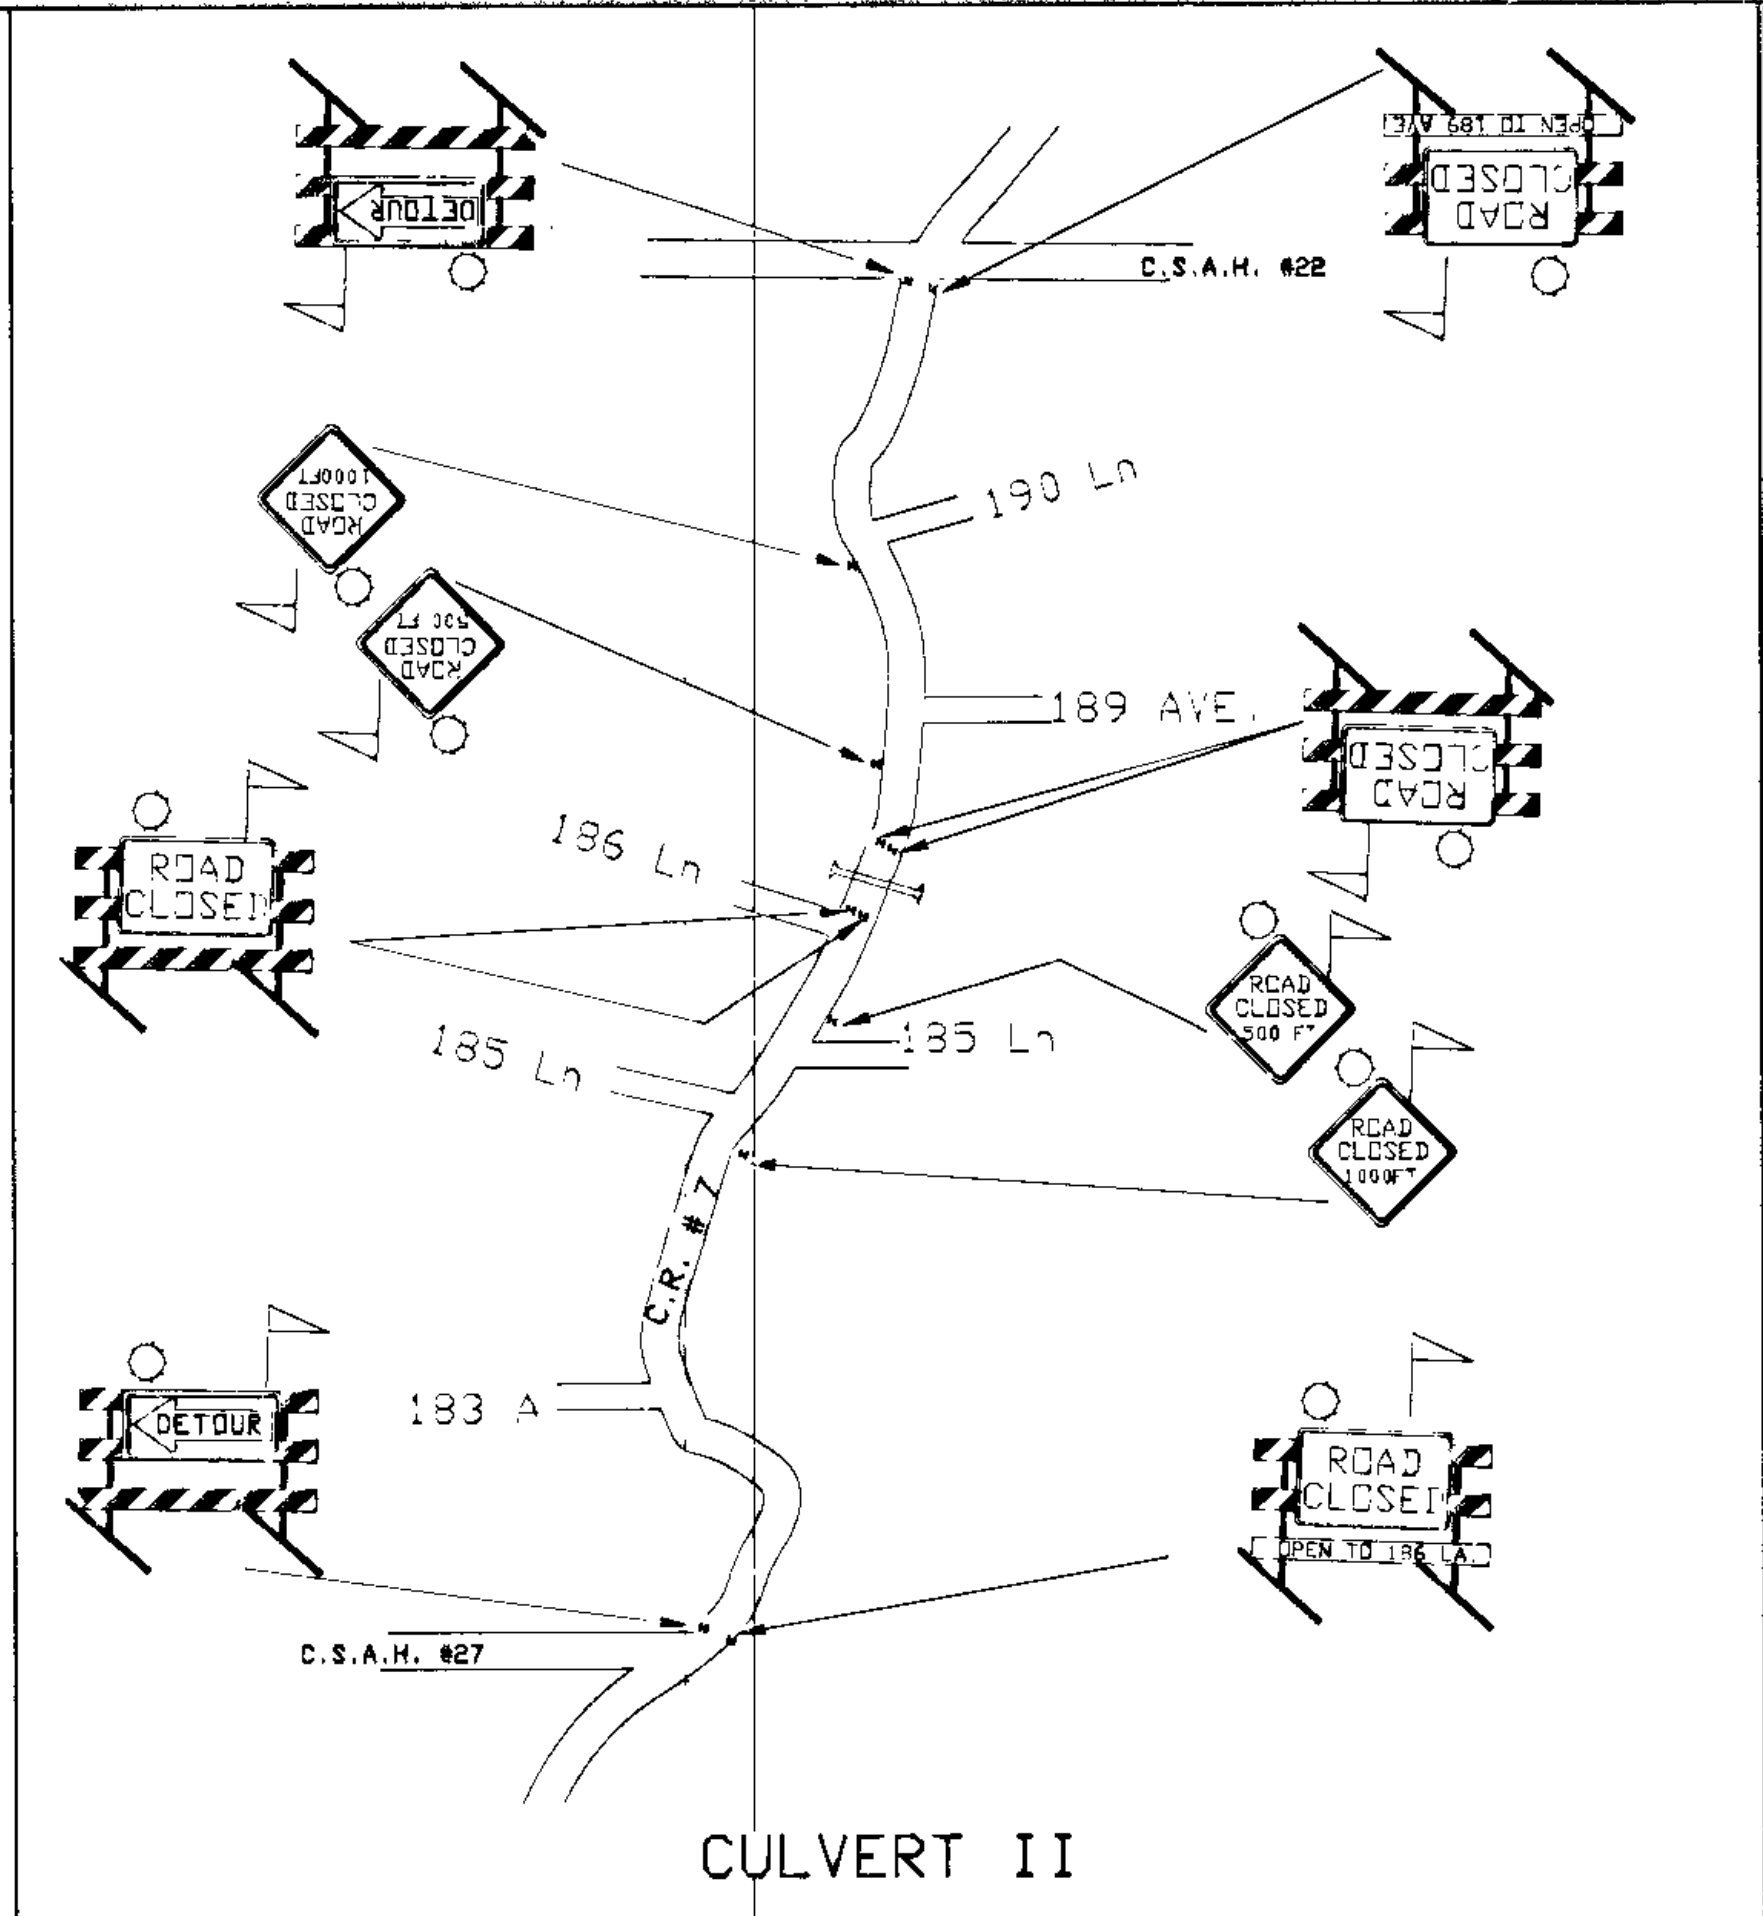 OPEN TO 189 AVE
ROAD
CLOSED
DETOUR
C.S.A.H. #22
190 Ln
ROAD
CLOSED
1000FT
ROAD
CLOSED
500 FT
189 AVE.
ROAD
CLOSED
186 Ln
ROAD
CLOSED
ROAD
CLOSED
500 FT
185 Ln
185 Ln
ROAD
CLOSED
1000FT
C.R. # 7
183 A
DETOUR
ROAD
CLOSED
OPEN TO 186 LA.
C.S.A.H. #27
CULVERT II